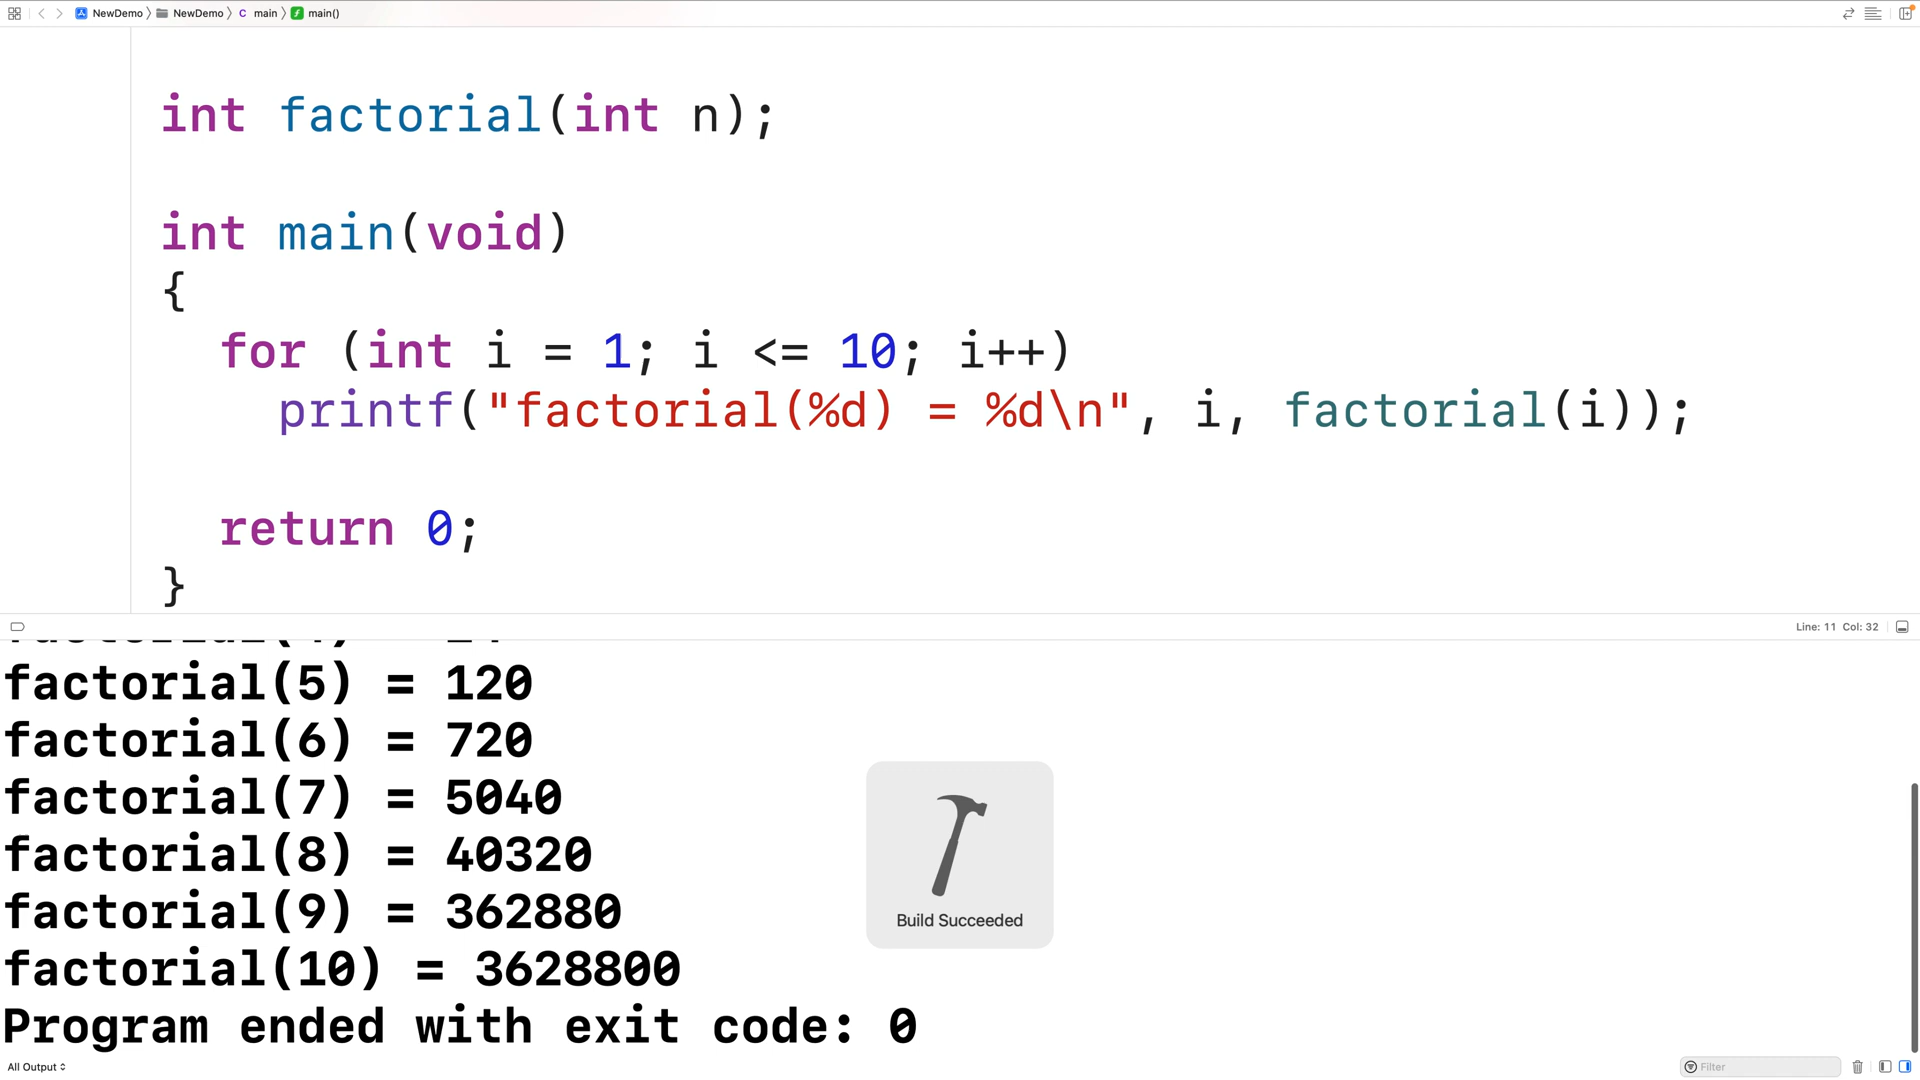 NewDemo NewDemo C main f main()
int factorial(int n);
int main(void)
{
for (int i = 1; i <= 10; i++)
printf("factorial(%d) = %d\n", i, factorial(i));
return 0;
}
Line: 11 Col: 32
factorial(5) = 120
factorial(6) = 720
factorial(7) = 5040
factorial(8) = 40320
factorial(9) = 362880
factorial(10) = 3628800
Program ended with exit code: 0
Build Succeeded
All Output
Filter